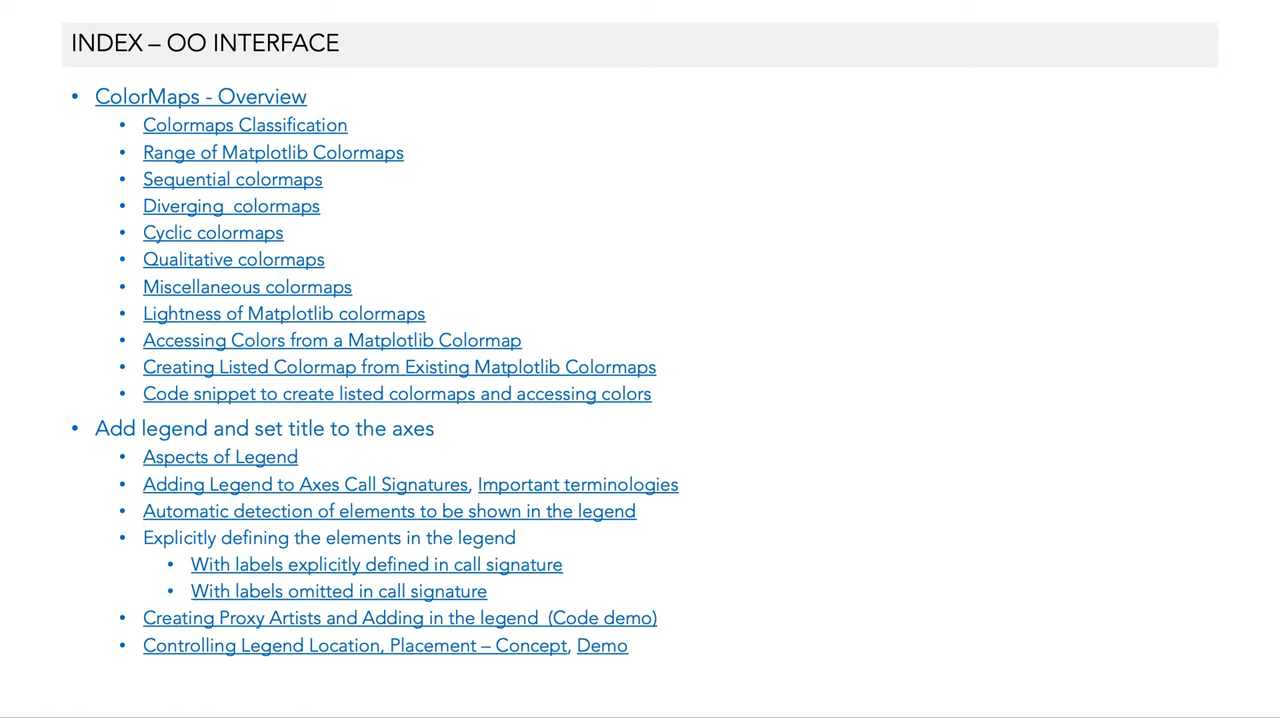 INDEX – OO INTERFACE
• ColorMaps - Overview
• Colormaps Classification
• Range of Matplotlib Colormaps
• Sequential colormaps
• Diverging  colormaps
• Cyclic colormaps
• Qualitative colormaps
• Miscellaneous colormaps
• Lightness of Matplotlib colormaps
• Accessing Colors from a Matplotlib Colormap
• Creating Listed Colormap from Existing Matplotlib Colormaps
• Code snippet to create listed colormaps and accessing colors
• Add legend and set title to the axes
• Aspects of Legend
• Adding Legend to Axes Call Signatures, Important terminologies
• Automatic detection of elements to be shown in the legend
• Explicitly defining the elements in the legend
• With labels explicitly defined in call signature
• With labels omitted in call signature
• Creating Proxy Artists and Adding in the legend  (Code demo)
• Controlling Legend Location, Placement – Concept, Demo